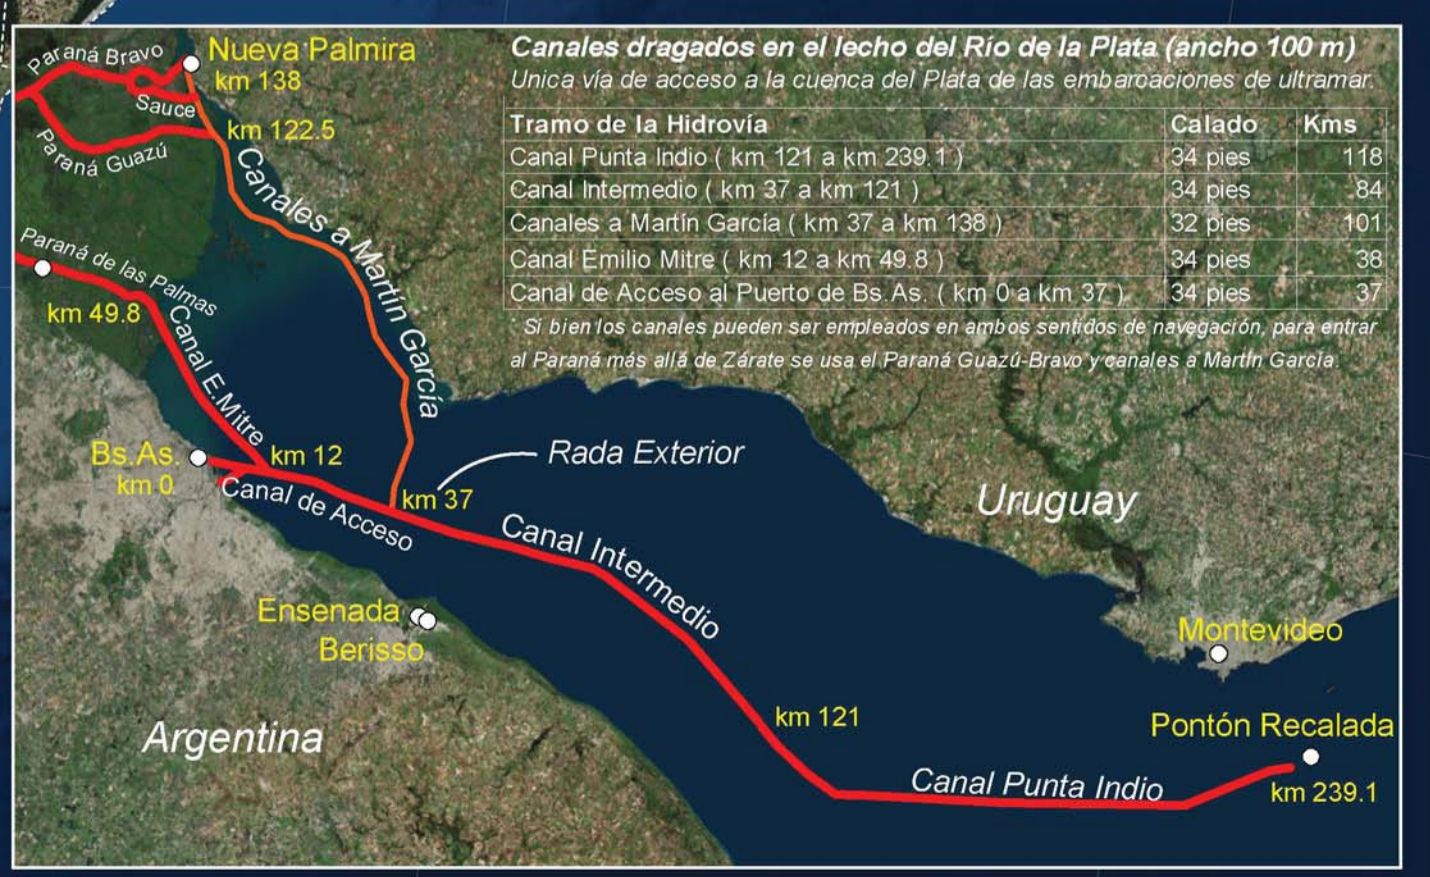 Canales dragados en el lecho del Río de la Plata (ancho 100 m)
Unica vía de acceso a la cuenca del Plata de las embarcaciones de ultramar.
Tramo de la Hidrovía Calado Kms
Canal Punta Indio ( km 121 a km 239.1 ) 34 pies 118
Canal Intermedio ( km 37 a km 121 ) 34 pies 84
Canales a Martín García ( km 37 a km 138 ) 32 pies 101
Canal Emilio Mitre ( km 12 a km 49.8 ) 34 pies 38
Canal de Acceso al Puerto de Bs.As. ( km 0 a km 37 ) 34 pies 37
Si bien los canales pueden ser empleados en ambos sentidos de navegación, para entrar
al Paraná más allá de Zárate se usa el Paraná Guazú-Bravo y canales a Martín García.
Paraná Bravo
Nueva Palmira
km 138
Sauce
km 122.5
Paraná Guazú
Canales a Martín García
Paraná de las Palmas
km 49.8
Canal E.Mitre
Bs.As.
km 0
km 12
Canal de Acceso
km 37
Rada Exterior
Canal Intermedio
Uruguay
Ensenada
Berisso
Montevideo
Argentina
km 121
Pontón Recalada
Canal Punta Indio
km 239.1